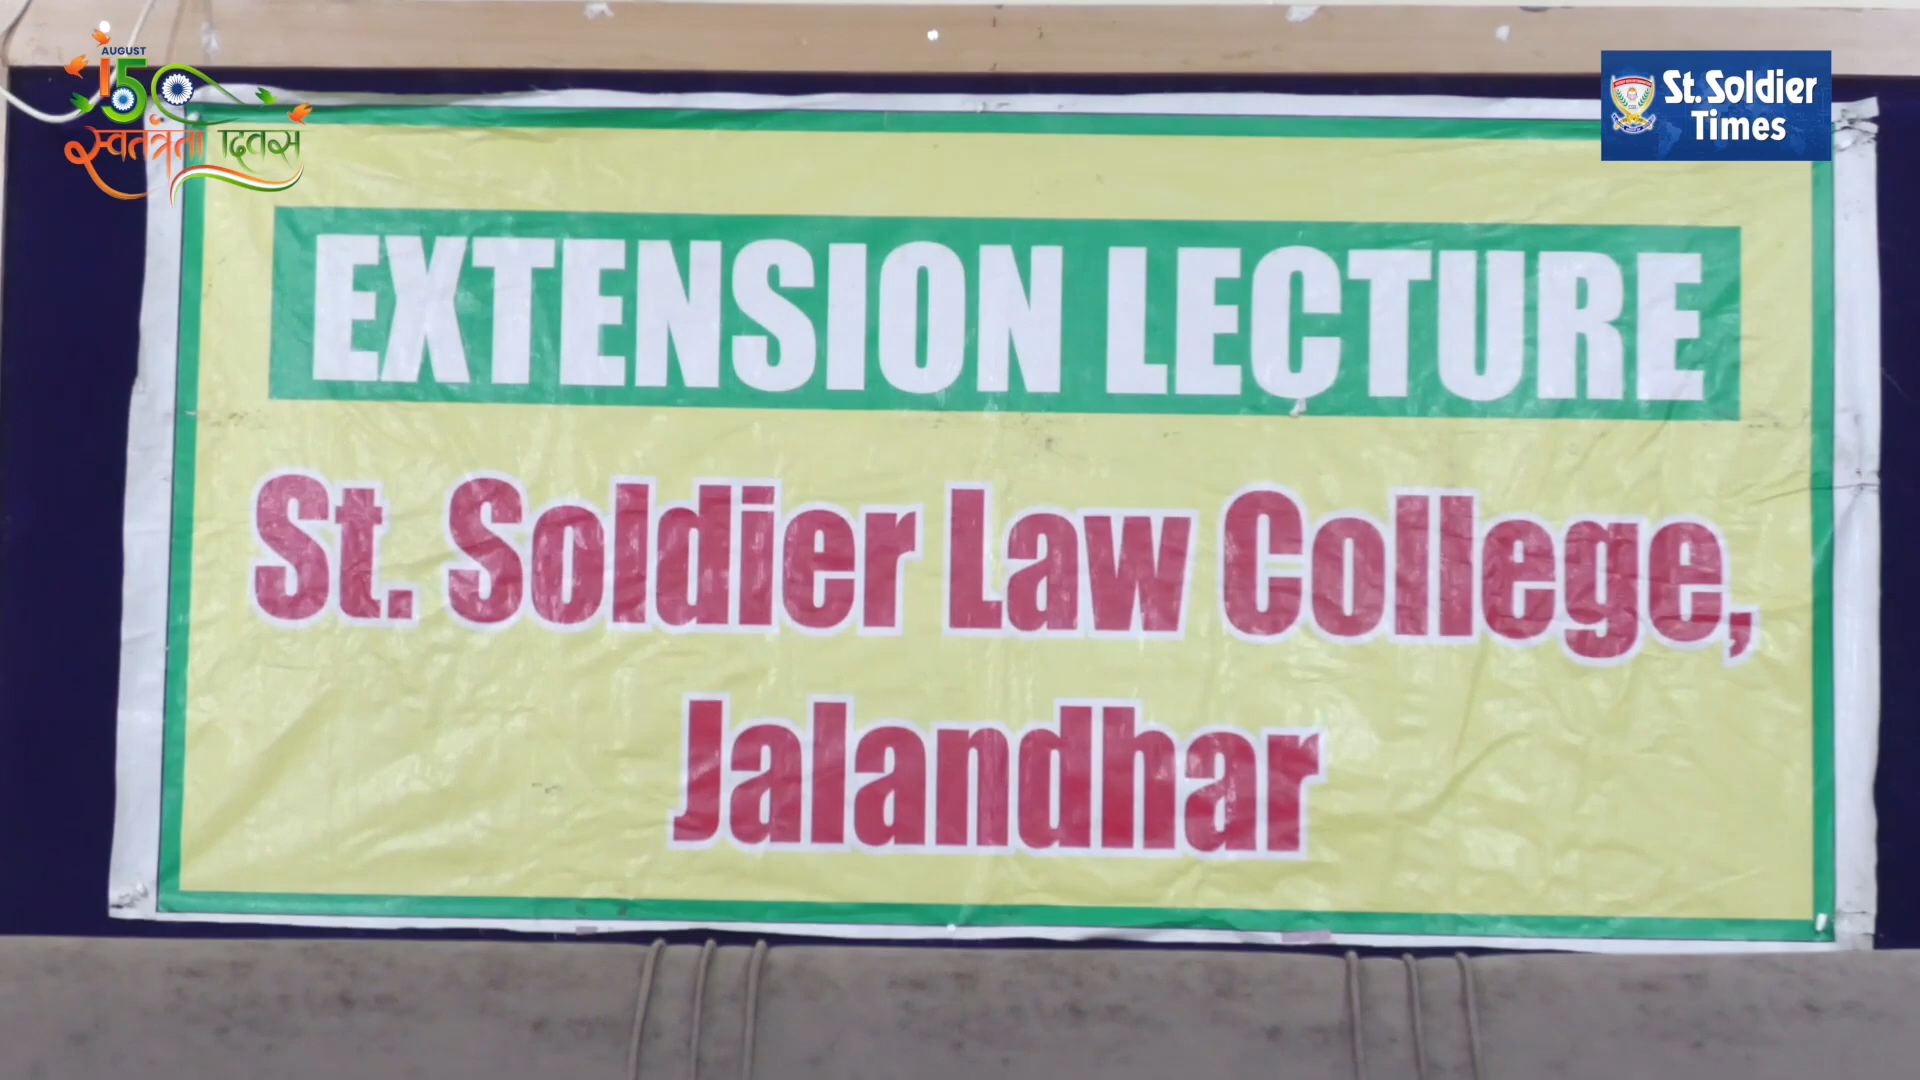 AUGUST
15
स्वतंत्रता दिवस
St. Soldier
Times
EXTENSION LECTURE
St. Soldier Law College,
Jalandhar